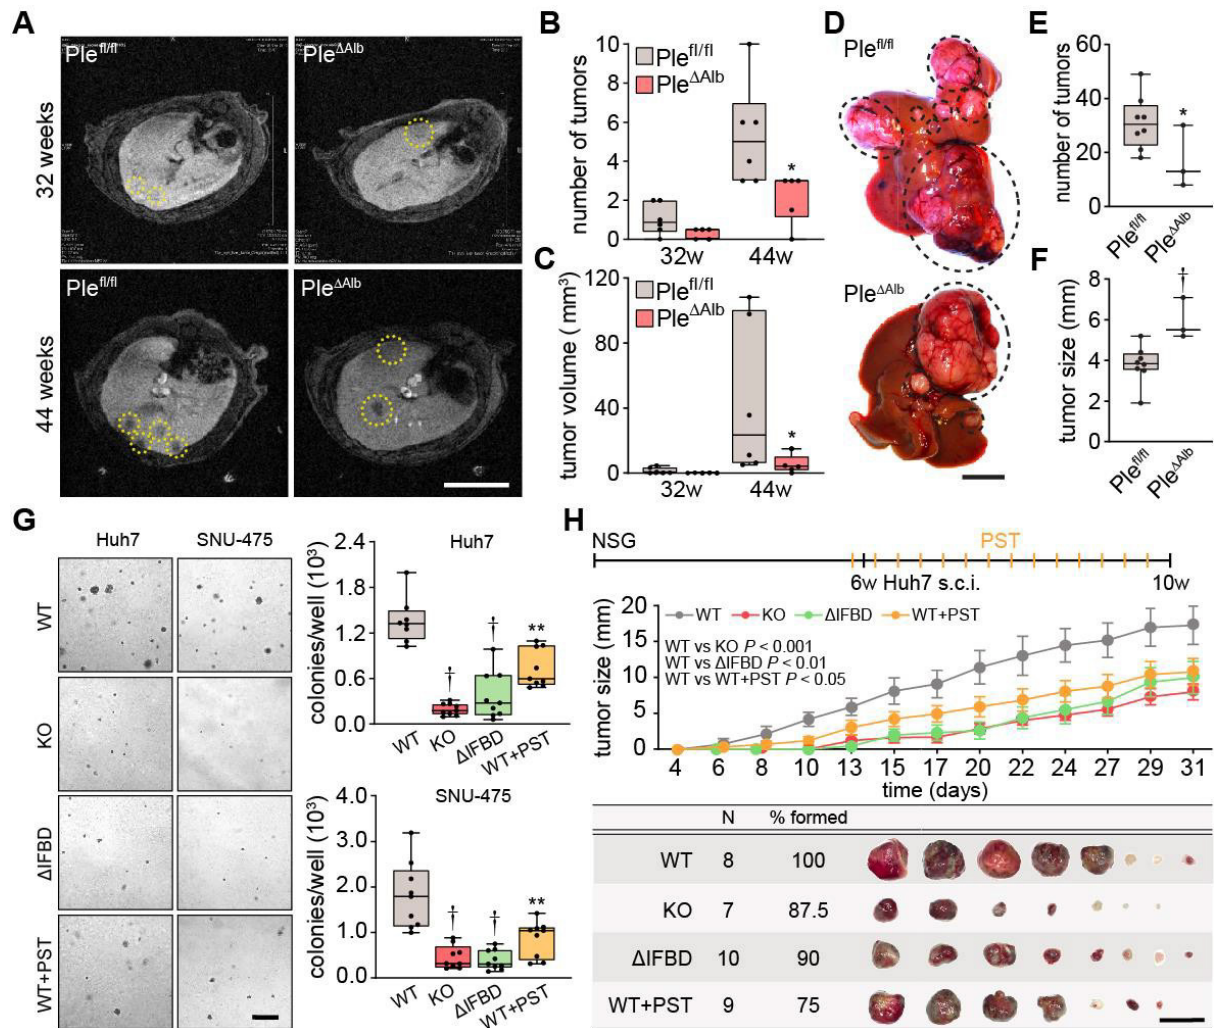 A
Ple^fl/fl
Ple^ΔAlb
32 weeks
Ple^fl/fl
Ple^ΔAlb
44 weeks
B
number of tumors
10
8
6
4
2
0
Ple^fl/fl
Ple^ΔAlb
*
32w
44w
C
tumor volume ( mm³)
120
80
40
0
Ple^fl/fl
Ple^ΔAlb
*
32w
44w
D
Ple^fl/fl
Ple^ΔAlb
E
number of tumors
60
40
20
0
*
Ple^fl/fl
Ple^ΔAlb
F
tumor size (mm)
8
6
4
2
0
‡
Ple^fl/fl
Ple^ΔAlb
G
Huh7
SNU-475
WT
KO
ΔIFBD
WT+PST
Huh7
colonies/well (10³)
2.4
1.8
1.2
0.6
0.0
†
‡
**
WT
KO
ΔIFBD
WT+PST
SNU-475
colonies/well (10³)
4.0
3.0
2.0
1.0
0.0
‡
‡
**
WT
KO
ΔIFBD
WT+PST
H
NSG
PST
6w Huh7 s.c.i.
10w
tumor size (mm)
20
15
10
5
0
WT KO ΔIFBD WT+PST
WT vs KO P < 0.001
WT vs ΔIFBD P < 0.01
WT vs WT+PST P < 0.05
4 6 8 10 13 15 17 20 22 24 27 29 31
time (days)
N % formed
WT 8 100
KO 7 87.5
ΔIFBD 10 90
WT+PST 9 75